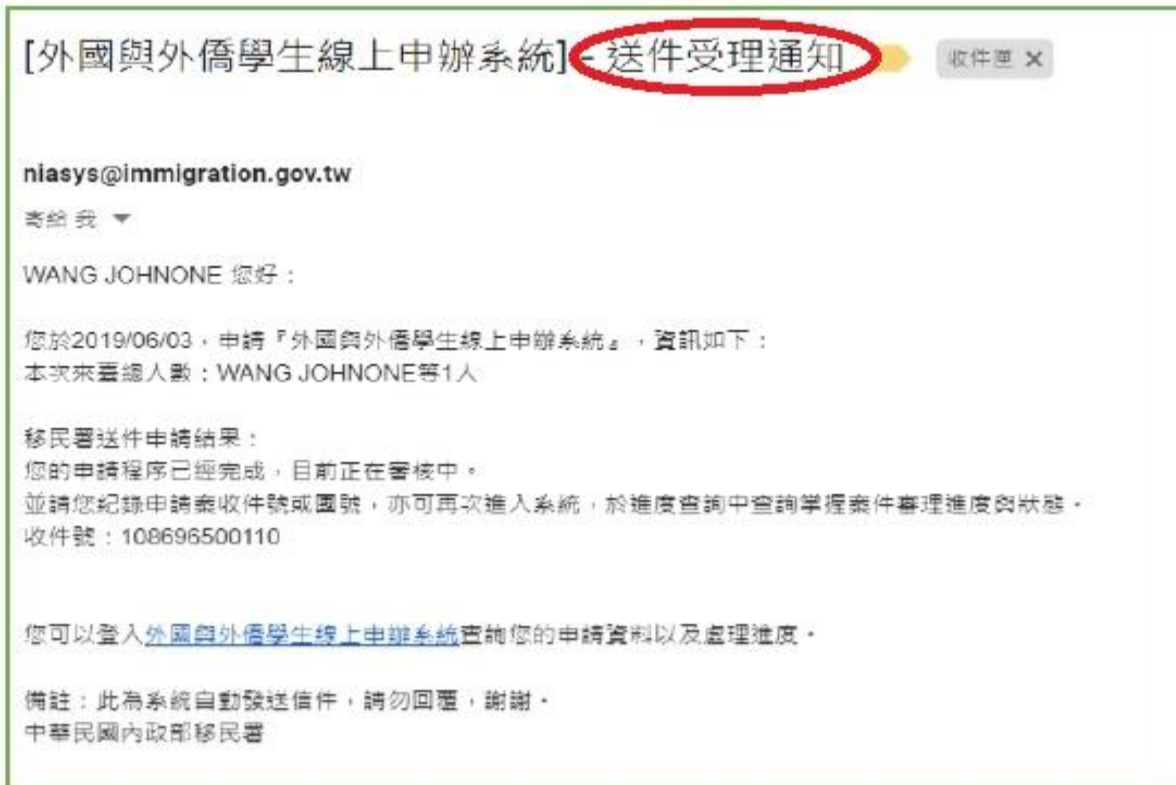 [外國與外僑學生線上申辦系統] - 送件受理通知 收件匣 ×
niasys@immigration.gov.tw
寄給 我
WANG JOHNONE 您好：
您於2019/06/03，申請『外國與外僑學生線上申辦系統』，資訊如下：
本次來臺總人數：WANG JOHNONE等1人
移民署送件申請結果：
您的申請程序已經完成，目前正在審核中。
並請您紀錄申請案收件號或團號，亦可再次進入系統，於進度查詢中查詢掌握案件審理進度與狀態。
收件號：108696500110
您可以登入外國與外僑學生線上申辦系統查詢您的申請資料以及處理進度。
備註：此為系統自動發送信件，請勿回覆，謝謝。
中華民國內政部移民署